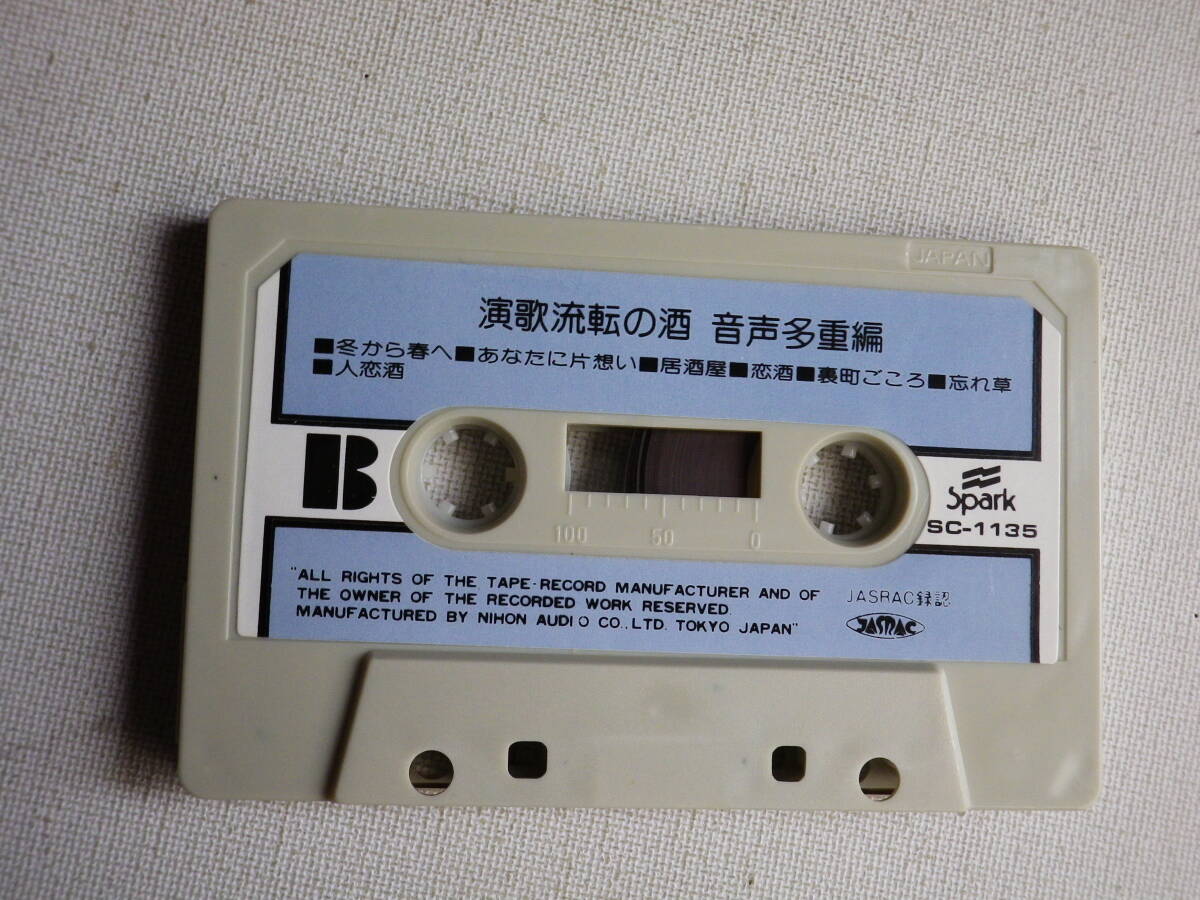 JAPAN
演歌流転の酒 音声多重編
■冬から春へ■あなたに片想い■居酒屋■恋酒■裏町ごころ■忘れ草
■人恋酒
B
Spark
SC-1135
100 50 0
"ALL RIGHTS OF THE TAPE-RECORD MANUFACTURER AND OF
THE OWNER OF THE RECORDED WORK RESERVED.
MANUFACTURED BY NIHON AUDIO CO.,LTD. TOKYO JAPAN"
JASRAC録認
JASRAC